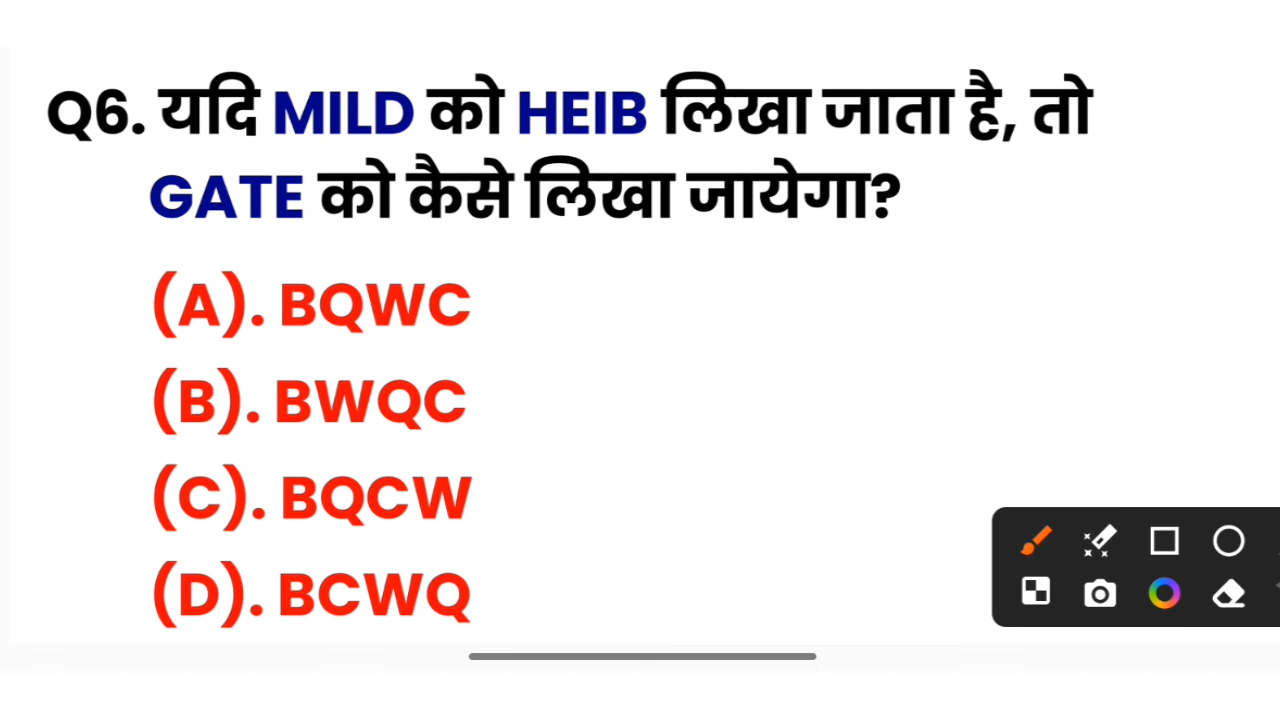 Q6. यदि MILD को HEIB लिखा जाता है, तो
GATE को कैसे लिखा जायेगा?
(A). BQWC
(B). BWQC
(C). BQCW
(D). BCWQ